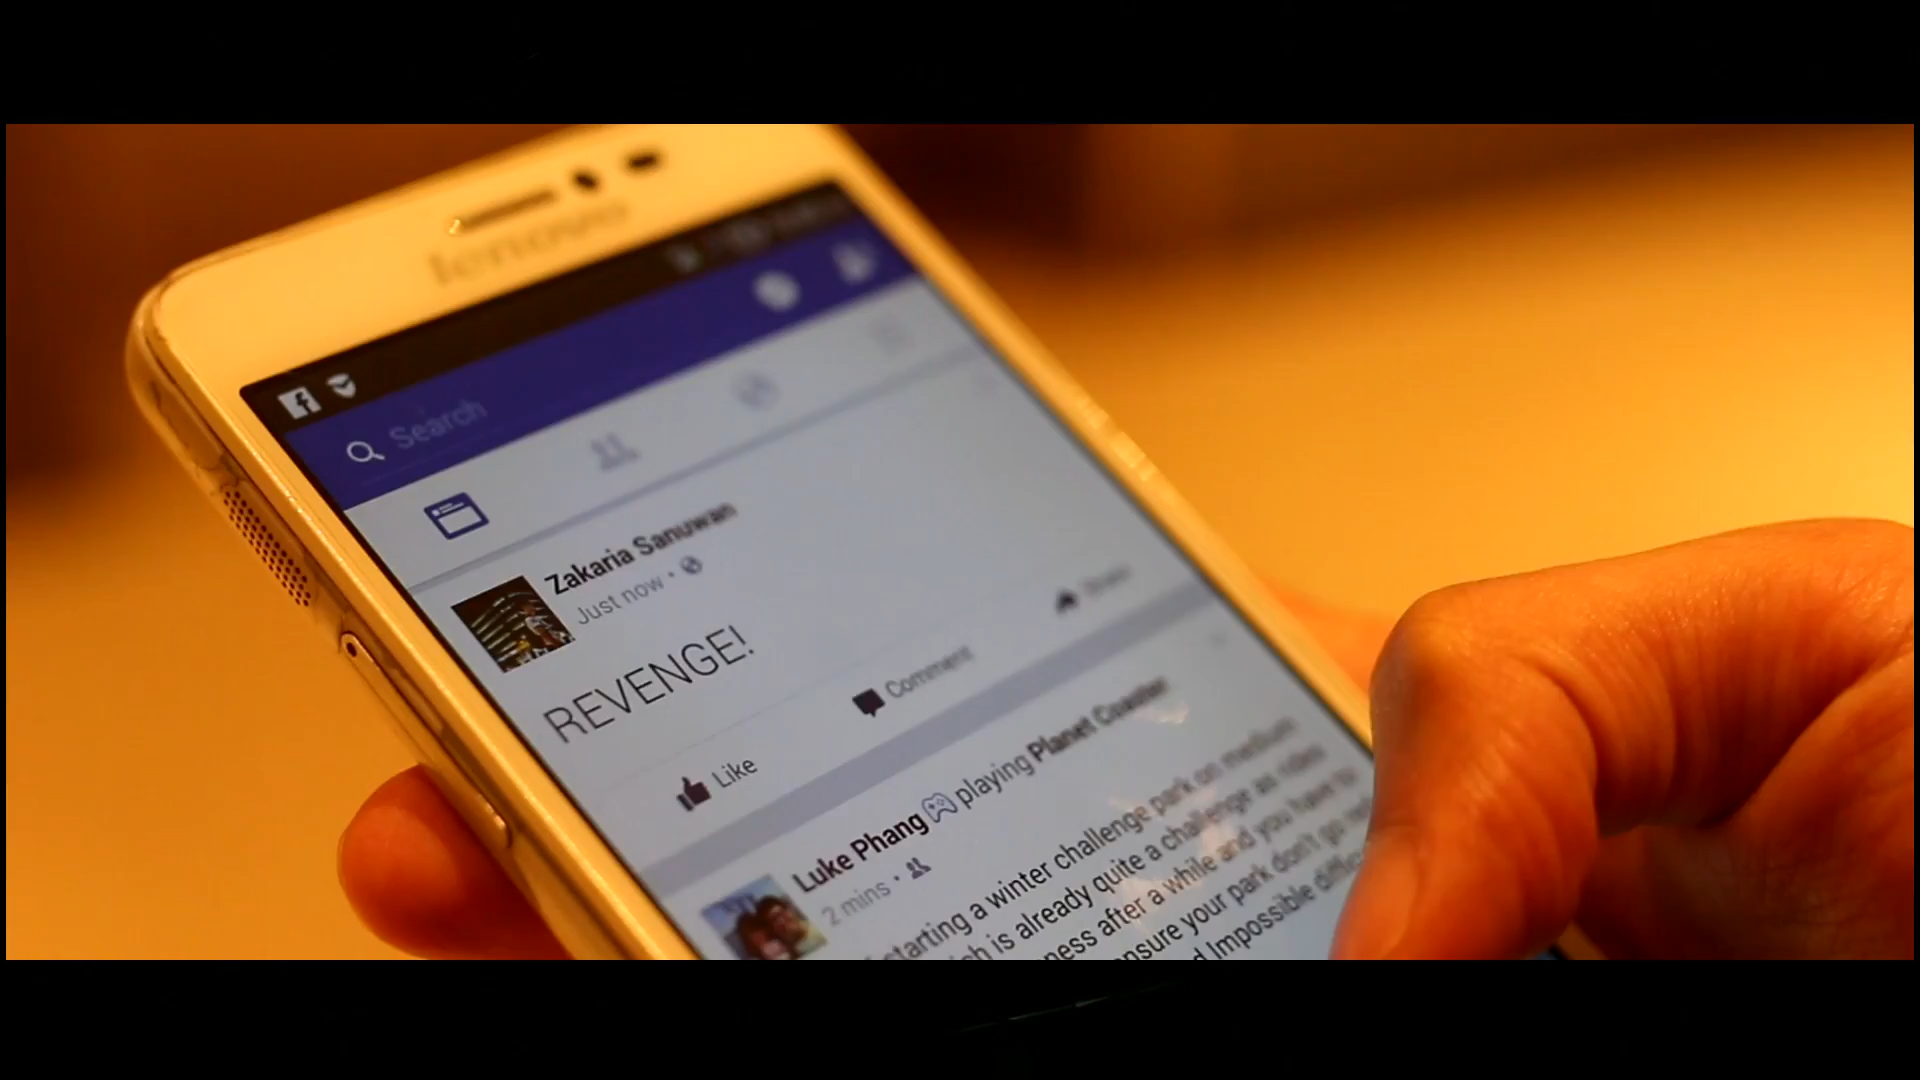 lenovo
Search
Zakaria Sanuwan
Just now
REVENGE!
Like Comment Share
Luke Phang playing Planet Coaster
2 mins
starting a winter challenge park on medium
is already quite a challenge as rides
ness after a while and you have to
ensure your park don't go
Impossible